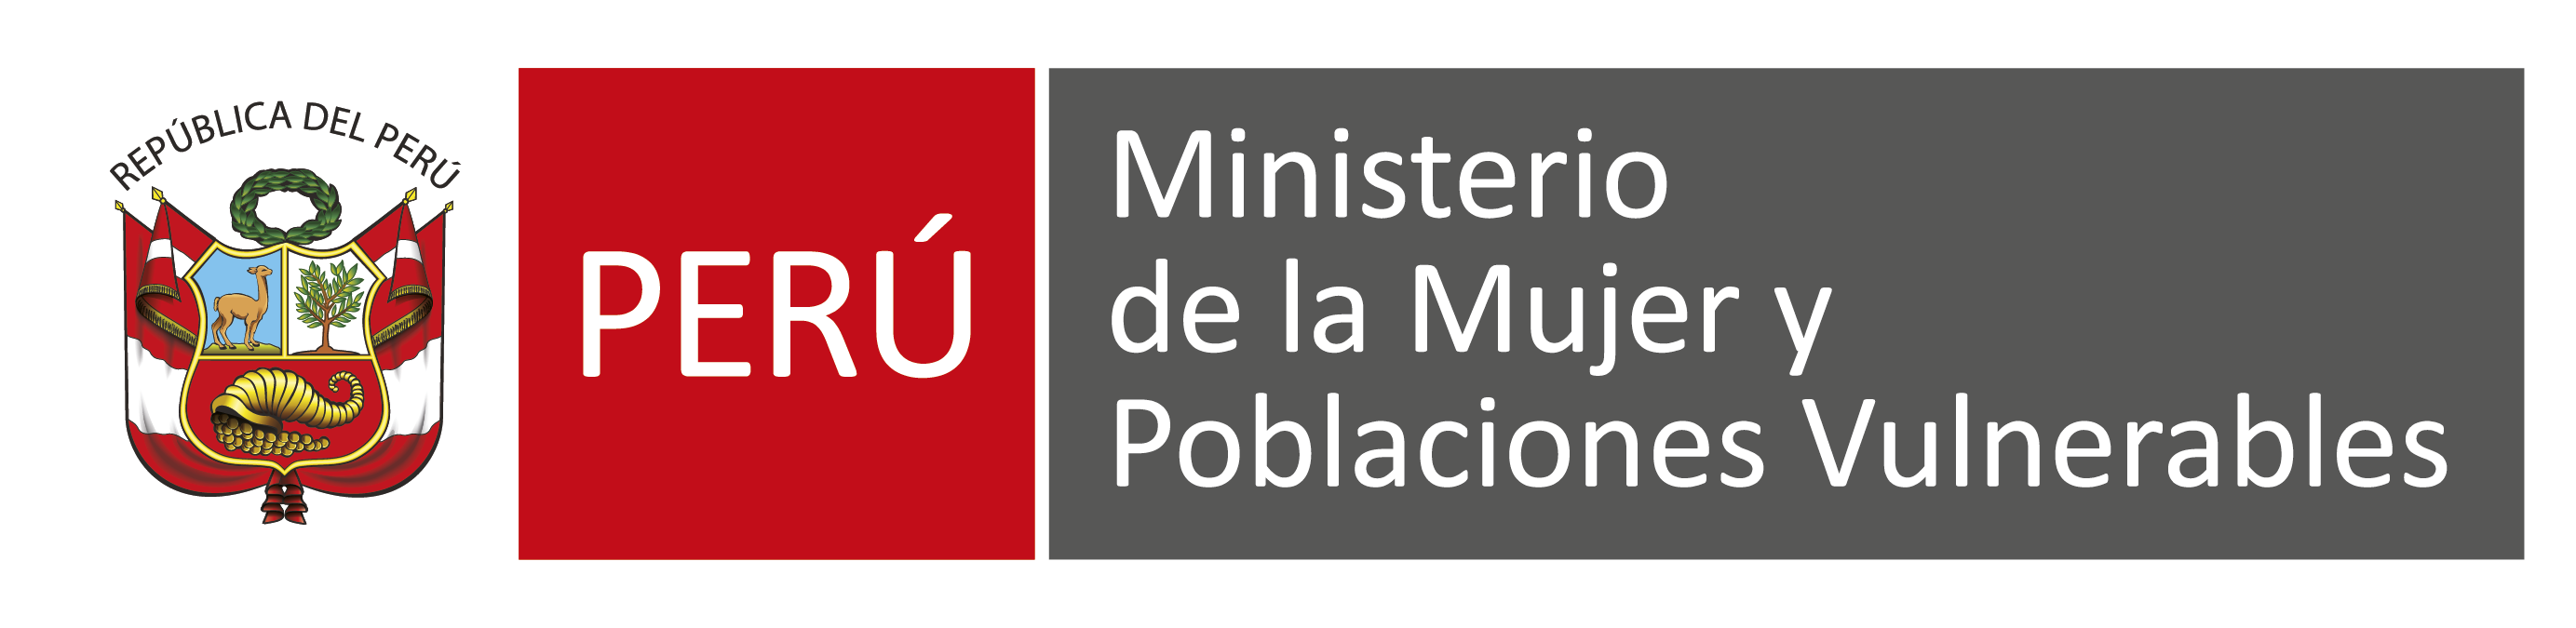 REPÚBLICA DEL PERÚ
PERÚ
Ministerio
de la Mujer y
Poblaciones Vulnerables